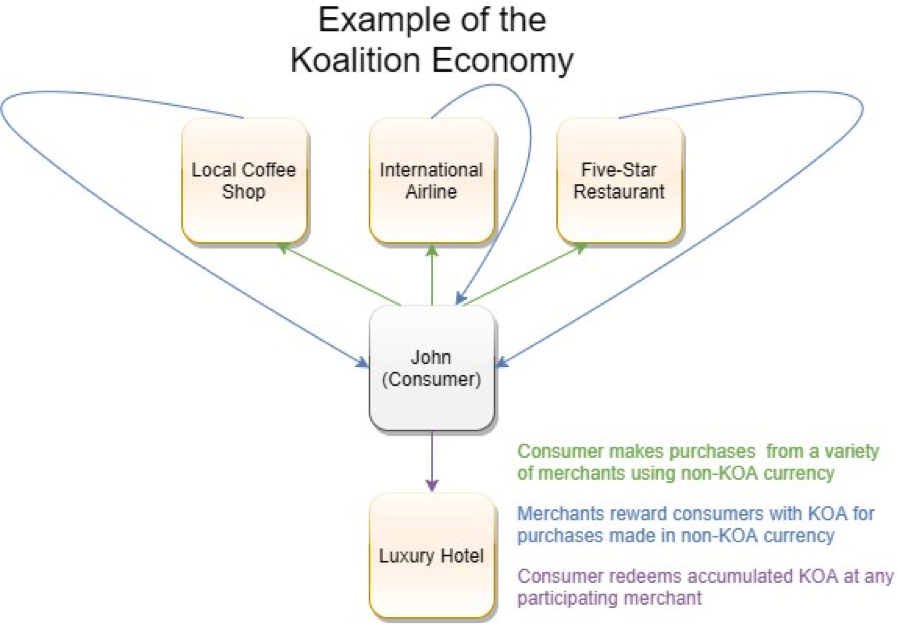 Example of the
Koalition Economy
Local Coffee
Shop
International
Airline
Five-Star
Restaurant
John
(Consumer)
Luxury Hotel
Consumer makes purchases  from a variety
of merchants using non-KOA currency
Merchants reward consumers with KOA for
purchases made in non-KOA currency
Consumer redeems accumulated KOA at any
participating merchant